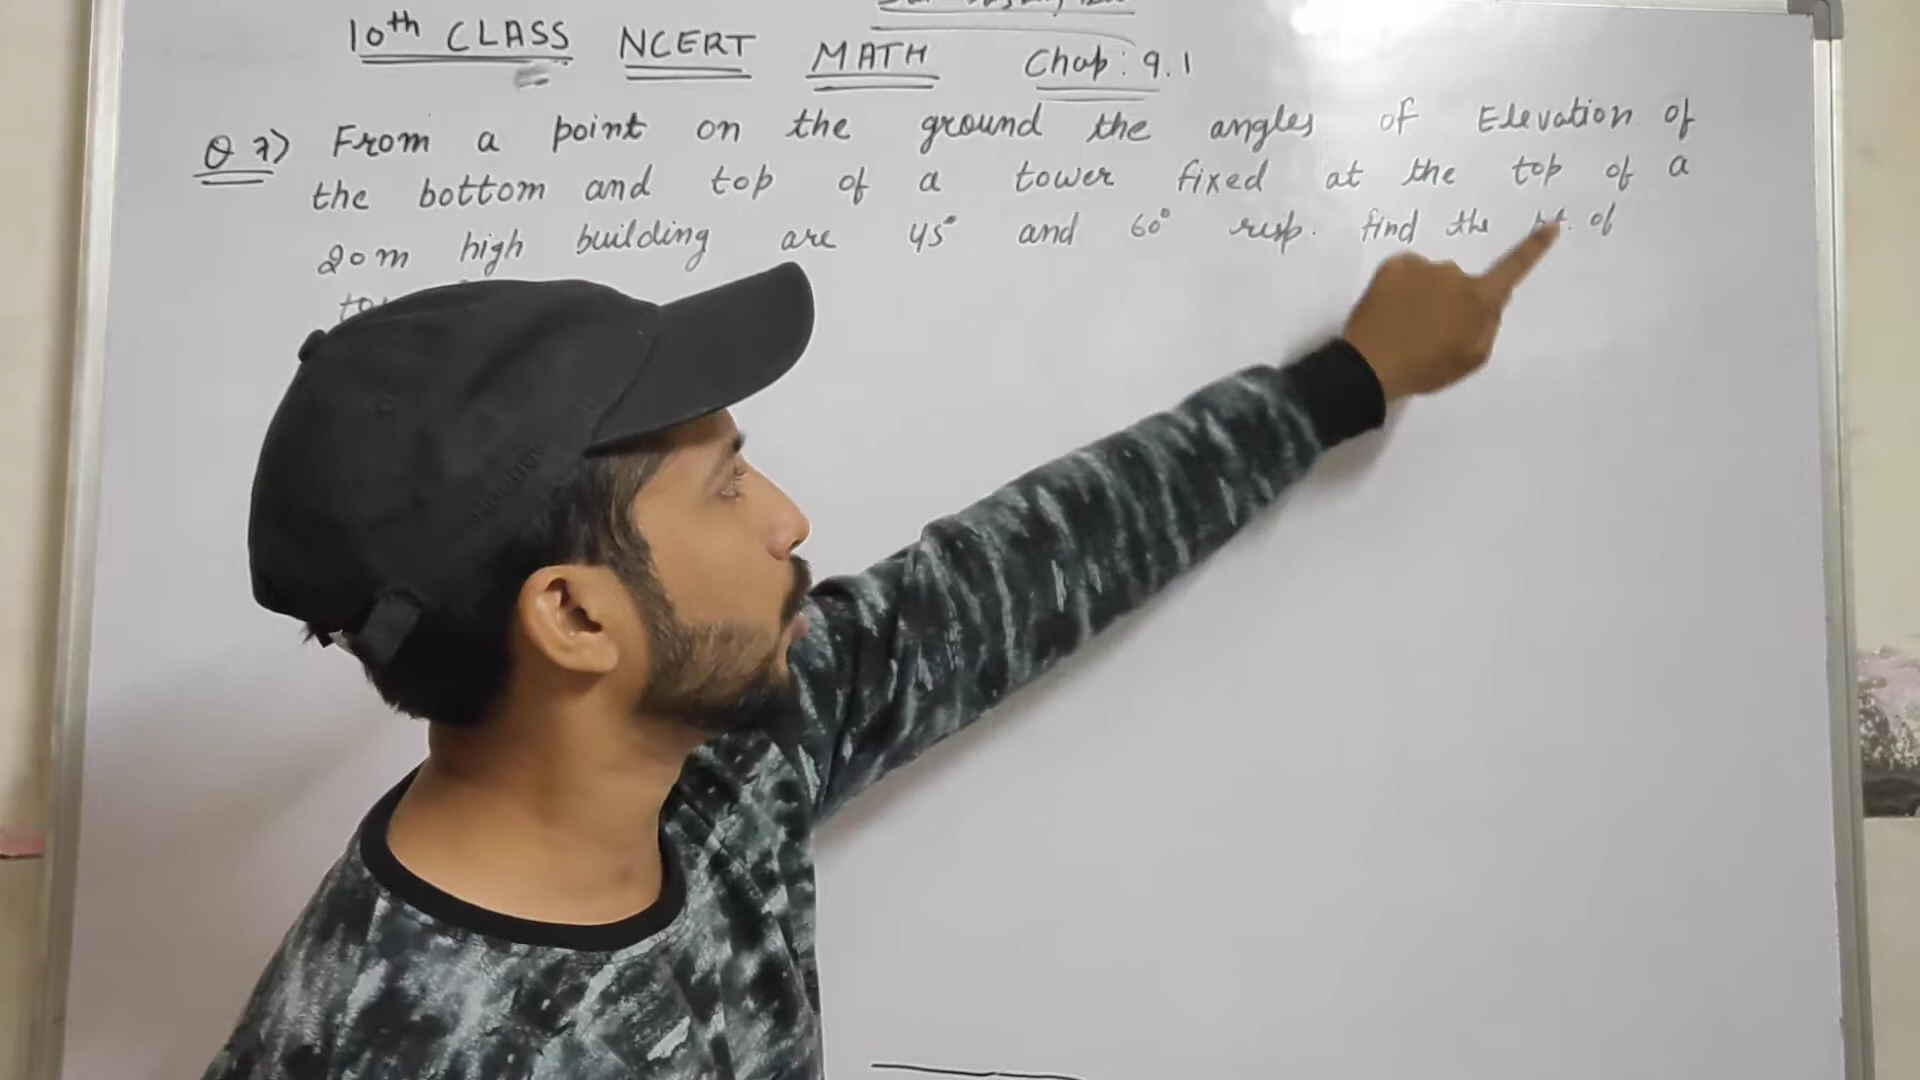 10th CLASS NCERT MATH Chap: 9.1
Q 7) From a point on the ground the angles of Elevation of
the bottom and top of a tower fixed at the top of a
20m high building are 45° and 60° resp. find the ht. of